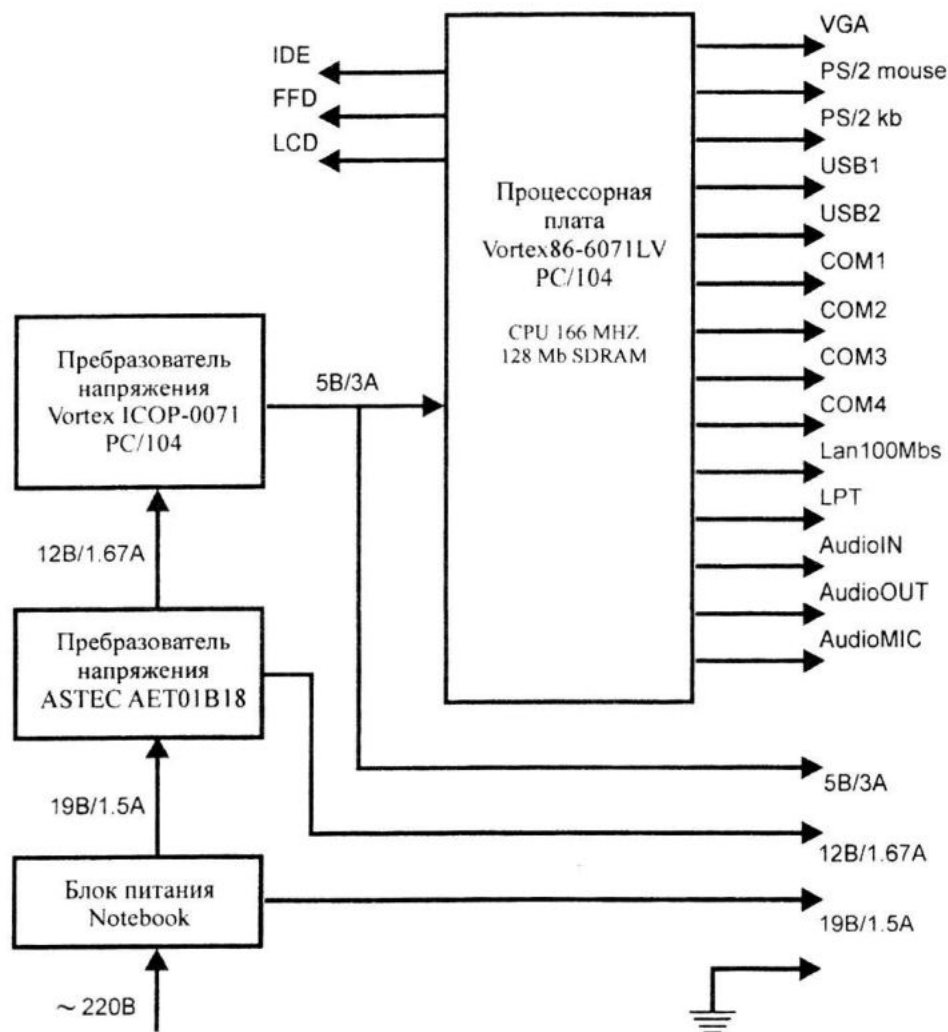 VGA
IDE
PS/2 mouse
FFD
PS/2 kb
LCD
USB1
Процессорная
плата
Vortex86-6071LV
PC/104
USB2
COM1
CPU 166 MHZ
128 Mb SDRAM
COM2
COM3
COM4
Пребразователь
напряжения
Vortex ICOP-0071
PC/104
5В/3А
Lan100Mbs
LPT
12В/1.67А
AudioIN
AudioOUT
AudioMIC
Пребразователь
напряжения
ASTEC AET01B18
5В/3А
19В/1.5А
12В/1.67А
Блок питания
Notebook
19В/1.5А
~ 220В